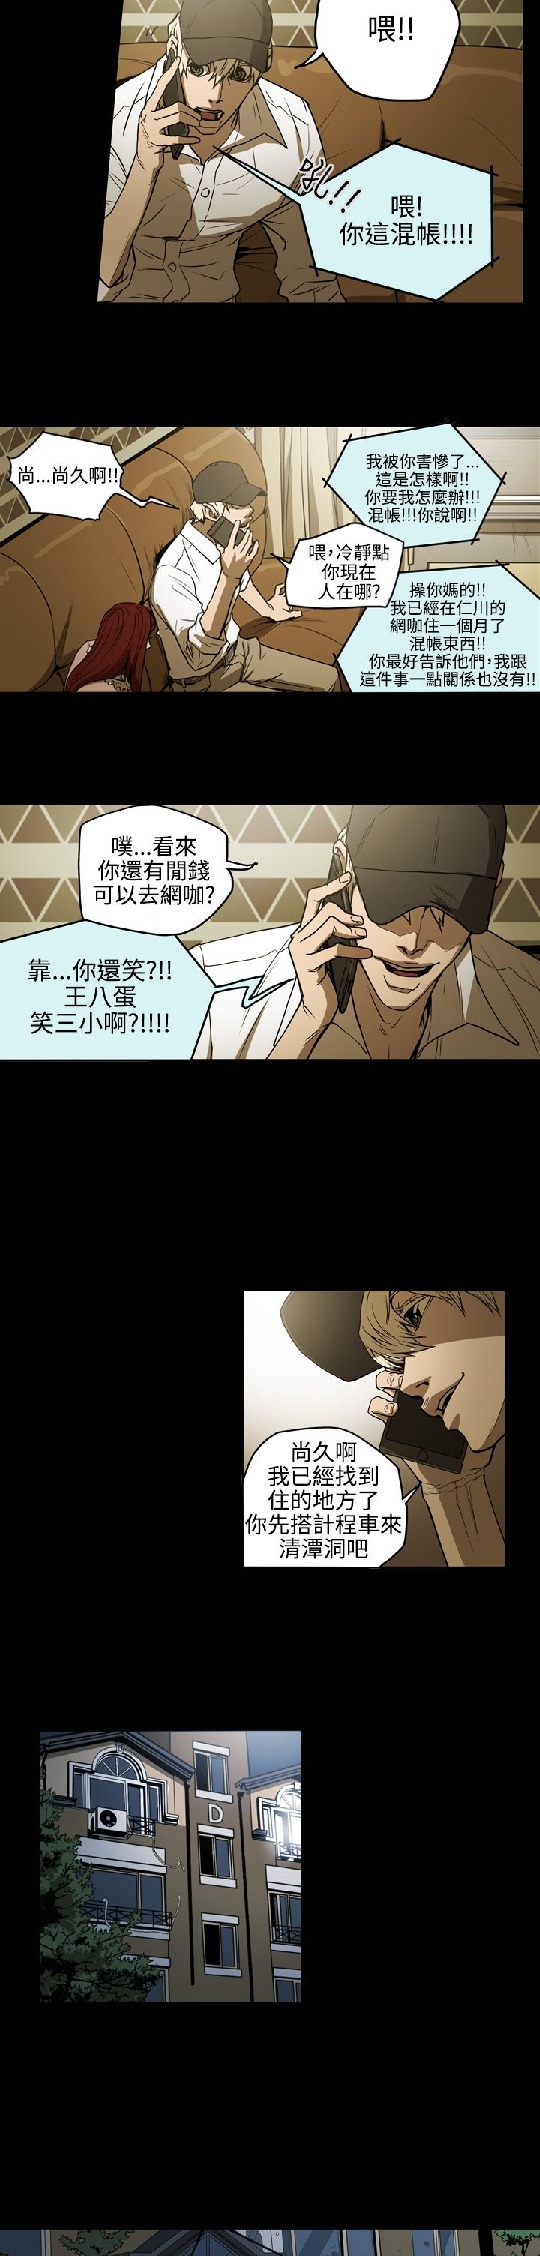 喂!!
吼!!
喂!
你這混帳!!!!
尚...尚久啊!!
我被你害慘了...
這是怎樣啊!!
你要我怎麼辦!!!
混帳!!!你說啊!!
喂，冷靜點
你現在
人在哪?
操你媽的!!
我已經在仁川的
網咖住一個月了
混帳東西!!
你最好告訴他們，我跟
這件事一點關係也沒有!!
噗...看來
你還有閒錢
可以去網咖?
靠...你還笑?!!
王八蛋
笑三小啊?!!!!
尚久啊
我已經找到
住的地方了
你先搭計程車來
清潭洞吧
D